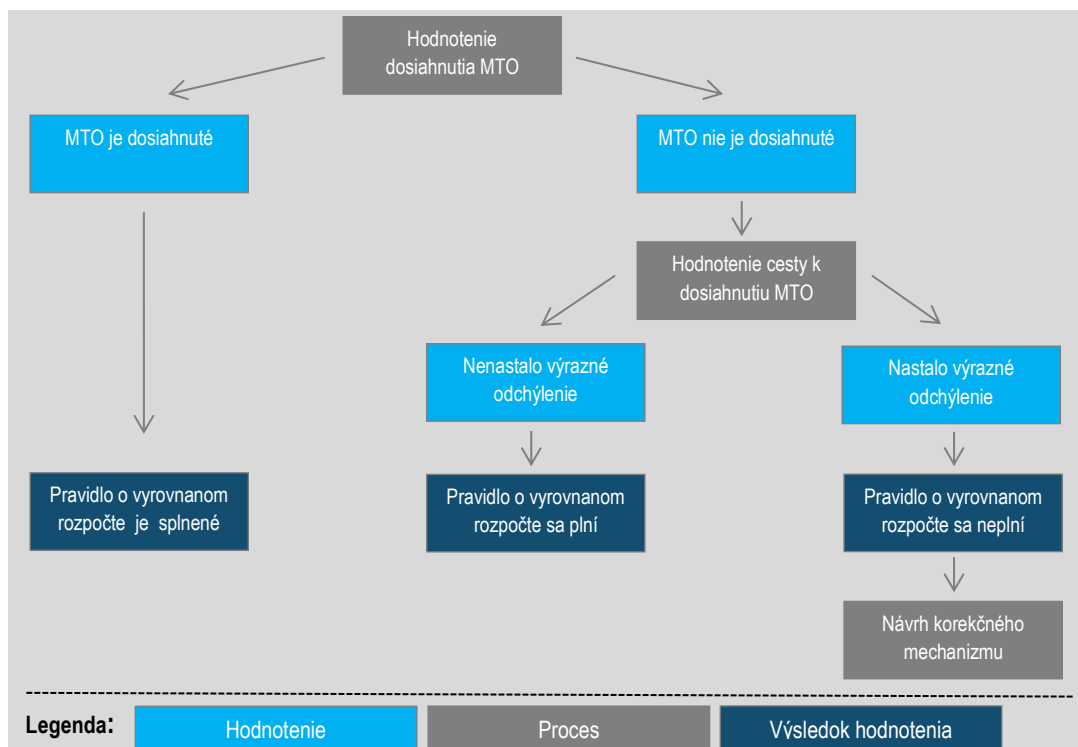 Hodnotenie
dosiahnutia MTO
MTO je dosiahnuté
MTO nie je dosiahnuté
Hodnotenie cesty k
dosiahnutiu MTO
Nenastalo výrazné
odchýlenie
Nastalo výrazné
odchýlenie
Pravidlo o vyrovnanom
rozpočte je splnené
Pravidlo o vyrovnanom
rozpočte sa plní
Pravidlo o vyrovnanom
rozpočte sa neplní
Návrh korekčného
mechanizmu
Legenda:
Hodnotenie
Proces
Výsledok hodnotenia